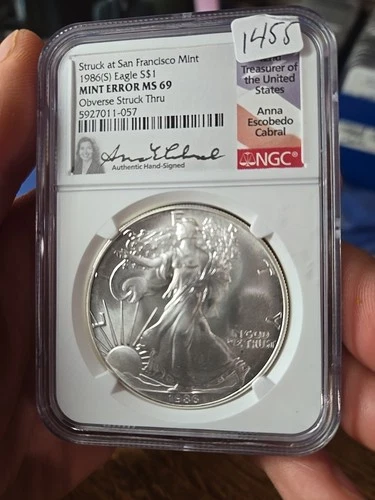 1455
Struck at San Francisco Mint
1986(S) Eagle S$1
MINT ERROR MS 69
Obverse Struck Thru
5927011-057
Treasurer of
the United
States
Anna
Escobedo
Cabral
NGC
Authentic Hand-Signed
L E T Y
IN GOD
WE TRUST
1986